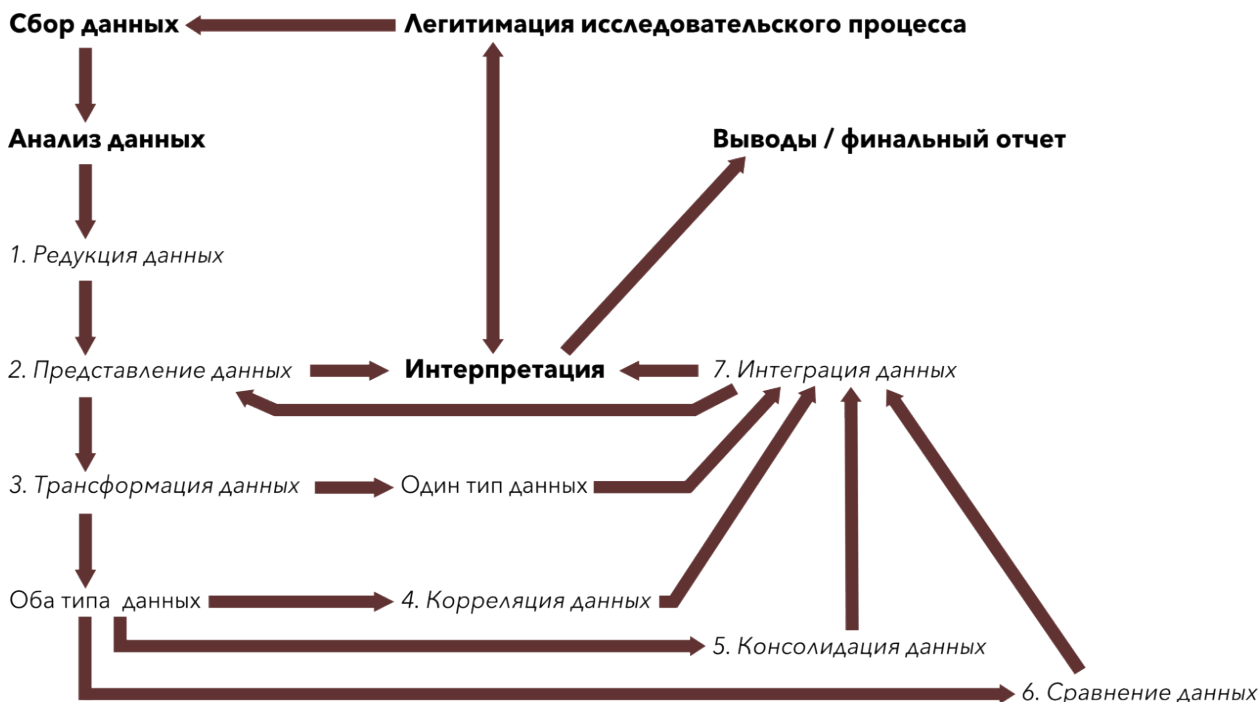 Сбор данных
Легитимация исследовательского процесса
Анализ данных
Выводы / финальный отчет
1. Редукция данных
2. Представление данных
Интерпретация
7. Интеграция данных
3. Трансформация данных
Один тип данных
Оба типа данных
4. Корреляция данных
5. Консолидация данных
6. Сравнение данных